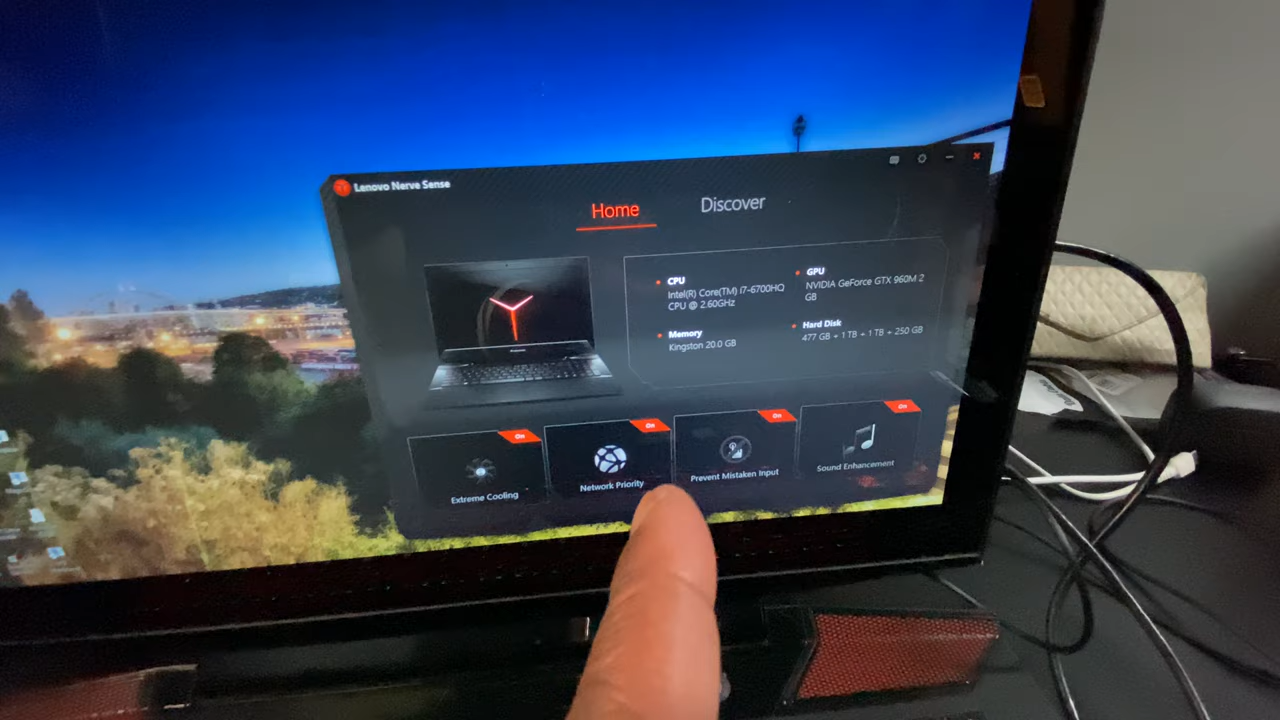 Lenovo Nerve Sense
Home
Discover
CPU
Intel(R) Core(TM) i7-6700HQ
CPU @ 2.60GHz
GPU
NVIDIA GeForce GTX 960M 2
GB
Memory
Kingston 20.0 GB
Hard Disk
477 GB + 1 TB + 1 TB + 250 GB
On
Extreme Cooling
On
Network Priority
On
Prevent Mistaken Input
On
Sound Enhancement